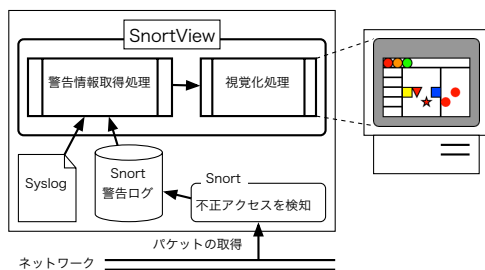 SnortView
警告情報取得処理
視覚化処理
Syslog
Snort
警告ログ
Snort
不正アクセスを検知
パケットの取得
ネットワーク